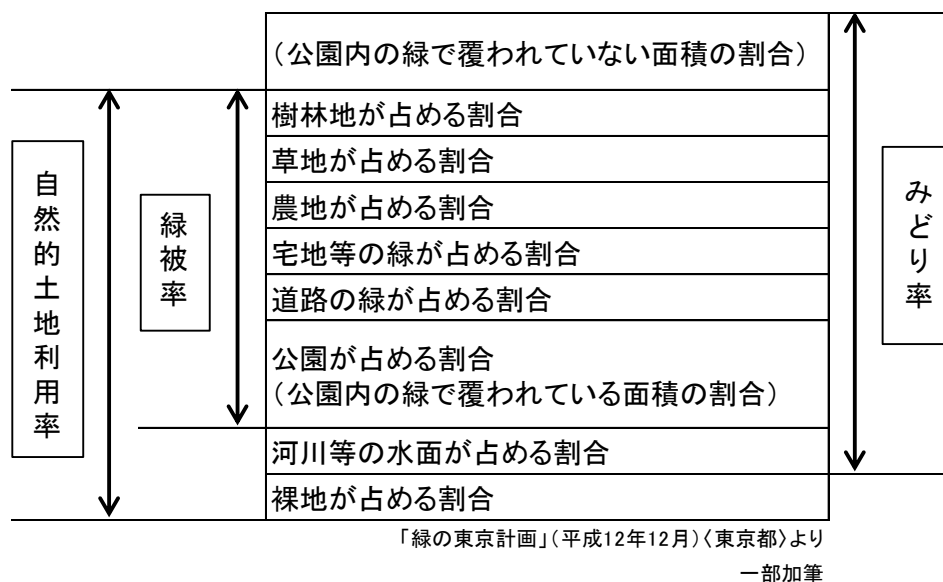 （公園内の緑で覆われていない面積の割合）
樹林地が占める割合
草地が占める割合
農地が占める割合
宅地等の緑が占める割合
道路の緑が占める割合
公園が占める割合
（公園内の緑で覆われている面積の割合）
河川等の水面が占める割合
裸地が占める割合
自然的土地利用率
緑被率
みどり率
「緑の東京計画」（平成12年12月）〈東京都〉より
一部加筆